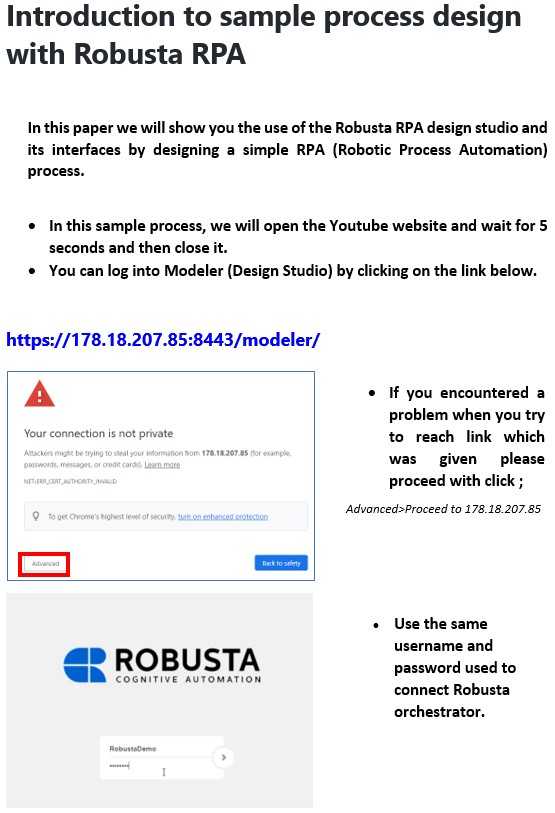 Introduction to sample process design
with Robusta RPA
In this paper we will show you the use of the Robusta RPA design studio and
its interfaces by designing a simple RPA (Robotic Process Automation)
process.
• In this sample process, we will open the Youtube website and wait for 5
seconds and then close it.
• You can log into Modeler (Design Studio) by clicking on the link below.
https://178.18.207.85:8443/modeler/
Your connection is not private
Attackers might be trying to steal your information from 178.18.207.85 (for example,
passwords, messages, or credit cards). Learn more
NET::ERR_CERT_AUTHORITY_INVALID
To get Chrome's highest level of security, turn on enhanced protection
Advanced
Back to safety
• If you encountered a
problem when you try
to reach link which
was given please
proceed with click ;
Advanced>Proceed to 178.18.207.85
ROBUSTA
COGNITIVE AUTOMATION
RobustaDemo
• Use the same
username and
password used to
connect Robusta
orchestrator.